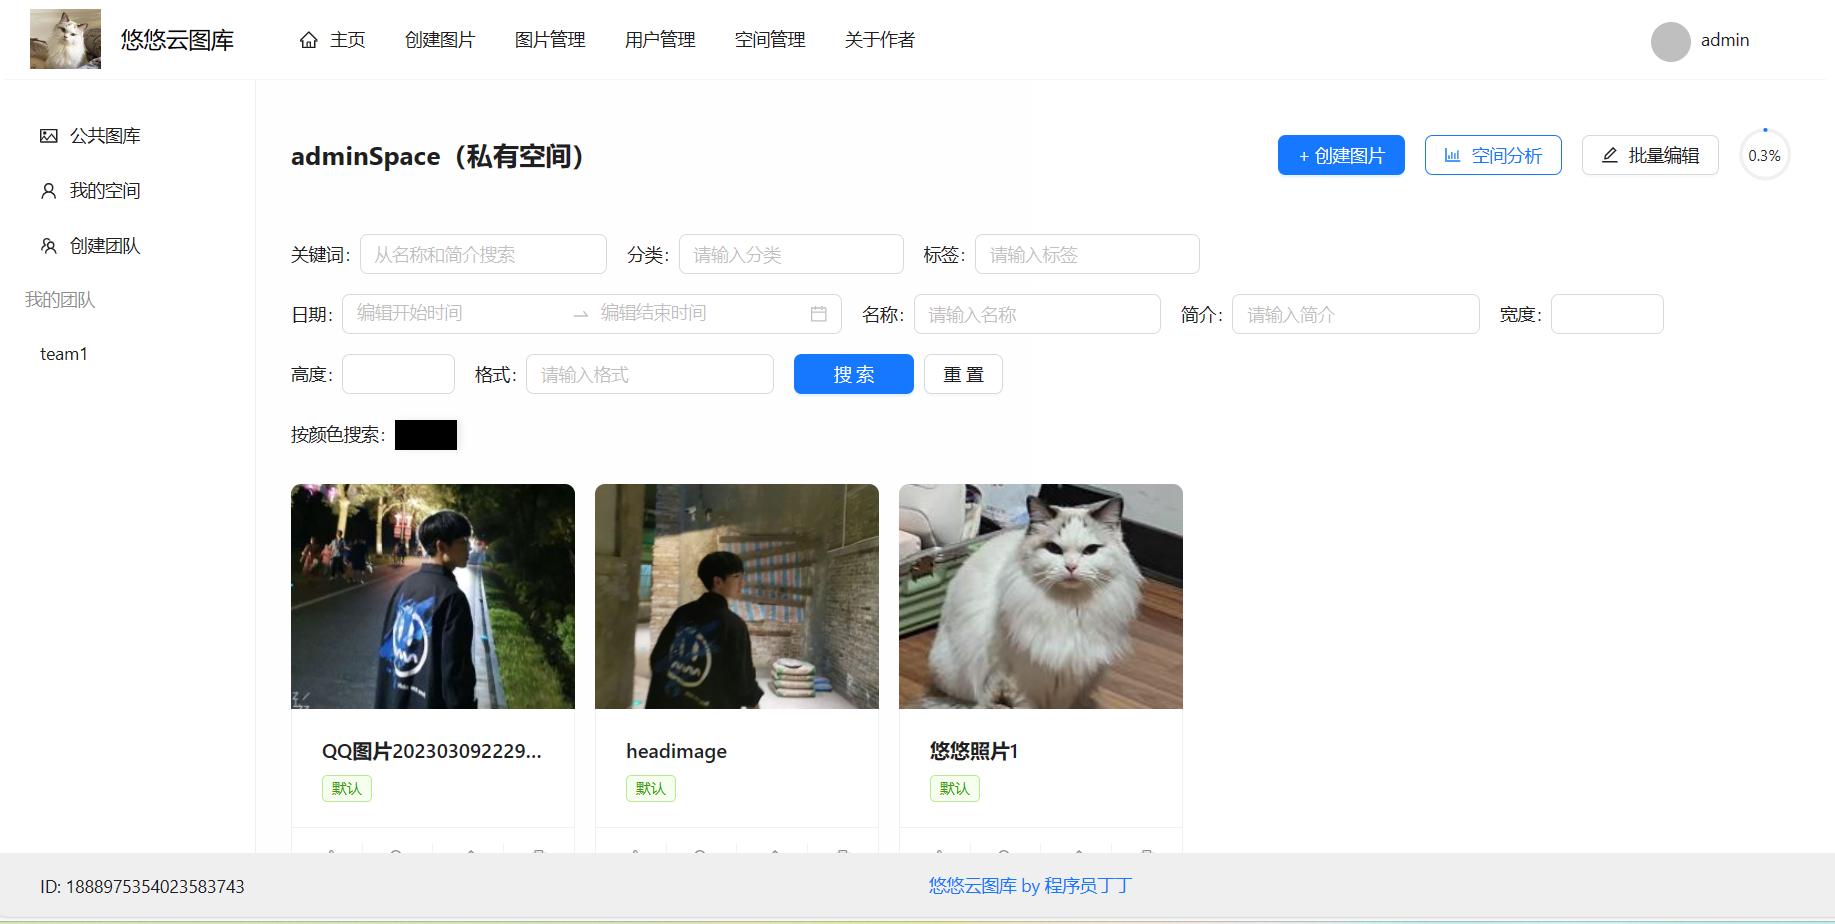 悠悠云图库 主页 创建图片 图片管理 用户管理 空间管理 关于作者 admin
公共图库
我的空间
创建团队
我的团队
team1
adminSpace（私有空间） + 创建图片 空间分析 批量编辑 0.3%
关键词: 从名称和简介搜索 分类: 请输入分类 标签: 请输入标签
日期: 编辑开始时间 编辑结束时间 名称: 请输入名称 简介: 请输入简介 宽度:
高度: 格式: 请输入格式 搜 索 重 置
按颜色搜索:
QQ图片202303092229... headimage 悠悠照片1
默认 默认 默认
ID: 1888975354023583743 悠悠云图库 by 程序员丁丁